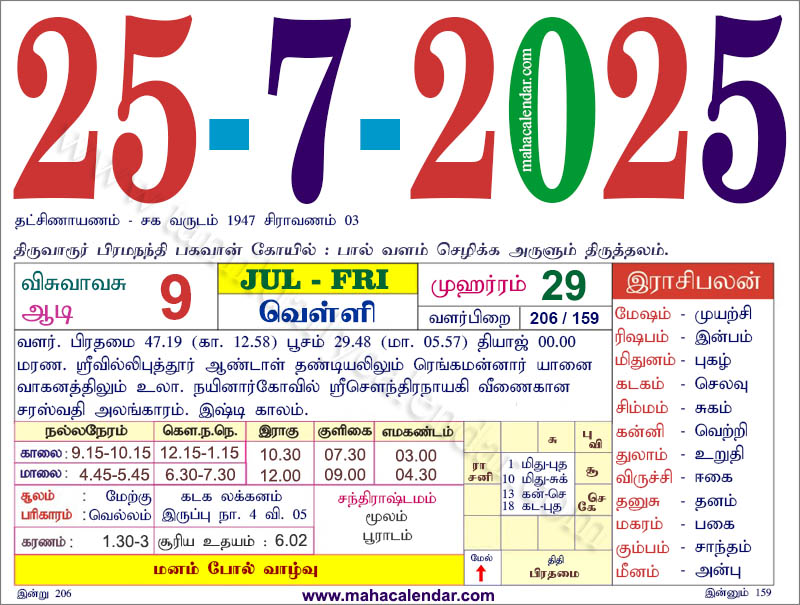 25-7-2025
mahacalendar.com
தட்சிணாயணம் - சக வருடம் 1947 சிராவணம் 03
திருவாரூர் பிரமநந்தி பகவான் கோயில் : பால் வளம் செழிக்க அருளும் திருத்தலம்.
விசுவாவசு
ஆடி 9
JUL - FRI
வெள்ளி
முஹர்ரம் 29
வளர்பிறை 206 / 159
வளர். பிரதமை 47.19 (கா. 12.58) பூசம் 29.48 (மா. 05.57) தியாஜ் 00.00
மரண. ஸ்ரீவில்லிபுத்தூர் ஆண்டாள் தண்டியலிலும் ரெங்கமன்னார் யானை
வாகனத்திலும் உலா. நயினார்கோவில் ஸ்ரீசௌந்திரநாயகி வீணைகான
சரஸ்வதி அலங்காரம். இஷ்டி காலம்.
இராசிபலன்
மேஷம் - முயற்சி
ரிஷபம் - இன்பம்
மிதுனம் - புகழ்
கடகம் - செலவு
சிம்மம் - சுகம்
கன்னி - வெற்றி
துலாம் - உறுதி
விருச்சி - ஈகை
தனுசு - தனம்
மகரம் - பகை
கும்பம் - சாந்தம்
மீனம் - அன்பு
நல்லநேரம் கௌ.ந.நெ. இராகு குளிகை எமகண்டம்
காலை: 9.15-10.15 12.15-1.15 10.30 07.30 03.00
மாலை: 4.45-5.45 6.30-7.30 12.00 09.00 04.30
சூலம் : மேற்கு
பரிகாரம் : வெல்லம்
கடக லக்கனம்
இருப்பு நா. 4 வி. 05
சந்திராஷ்டமம்
மூலம்
பூராடம்
கரணம்: 1.30-3 சூரிய உதயம் : 6.02
சு
பு
வி
ரா
சனி
1 மிது-புத
10 மிது-சுக்
13 கன்-செ
18 கட-புத
சூ
செ
கே
மேல்
திதி
பிரதமை
மனம் போல் வாழ்வு
இன்று 206
www.mahacalendar.com
இன்னும் 159